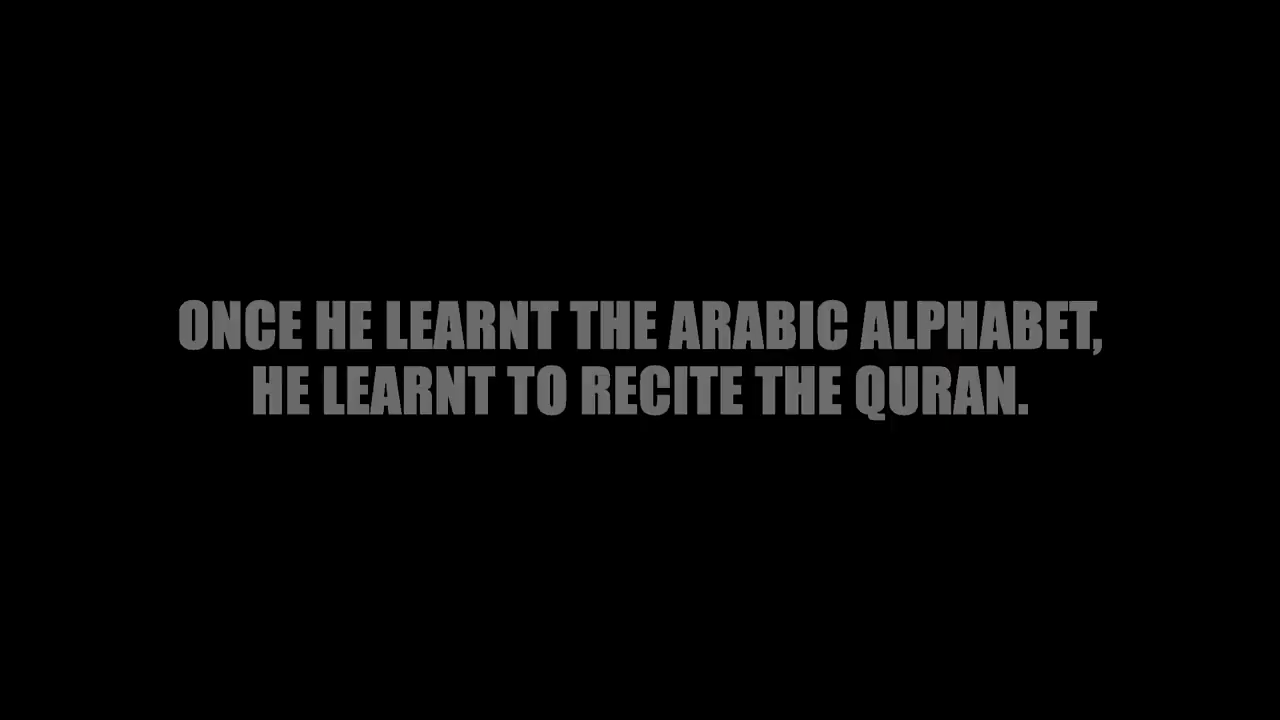 ONCE HE LEARNT THE ARABIC ALPHABET,
HE LEARNT TO RECITE THE QURAN.